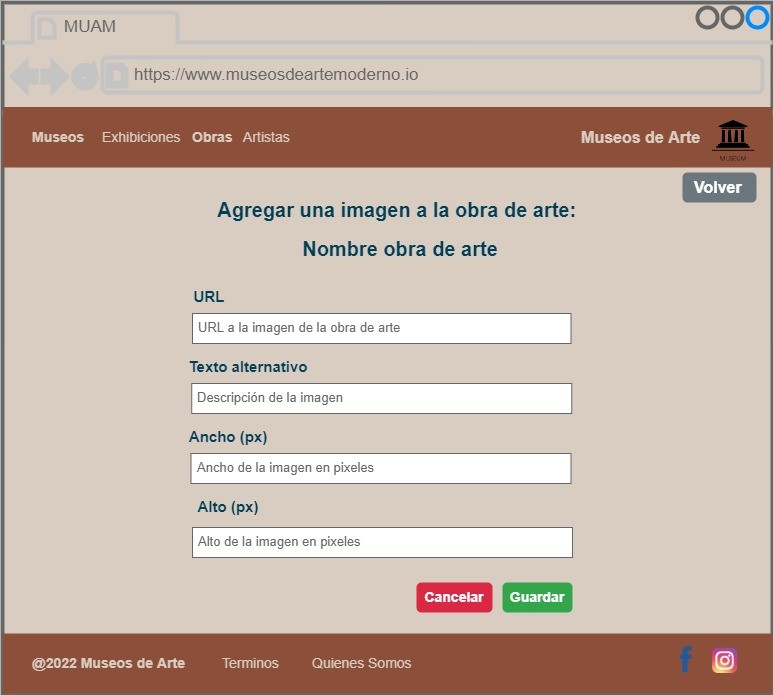 MUAM
https://www.museosdeartemoderno.io
Museos Exhibiciones Obras Artistas Museos de Arte
MUSEUM
Volver
Agregar una imagen a la obra de arte:
Nombre obra de arte
URL
URL a la imagen de la obra de arte
Texto alternativo
Descripción de la imagen
Ancho (px)
Ancho de la imagen en pixeles
Alto (px)
Alto de la imagen en pixeles
Cancelar Guardar
@2022 Museos de Arte Terminos Quienes Somos